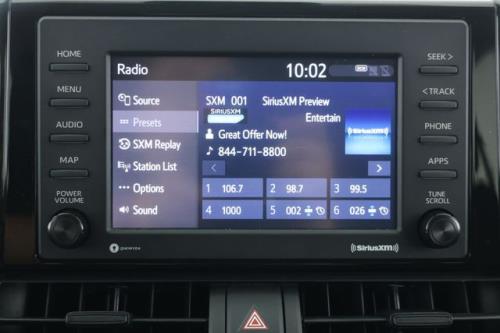 HOME
MENU
AUDIO
MAP
POWER
VOLUME
Radio
10:02
Source
Presets
SXM Replay
Station List
Options
Sound
SXM 001 SiriusXM Preview
SIRIUSXM
Entertain
Great Offer Now!
844-711-8800
SiriusXM
< >
1 106.7
2 98.7
3 99.5
4 1000
5 002
6 026
SEEK >
< TRACK
PHONE
APPS
TUNE
SCROLL
SiriusXM